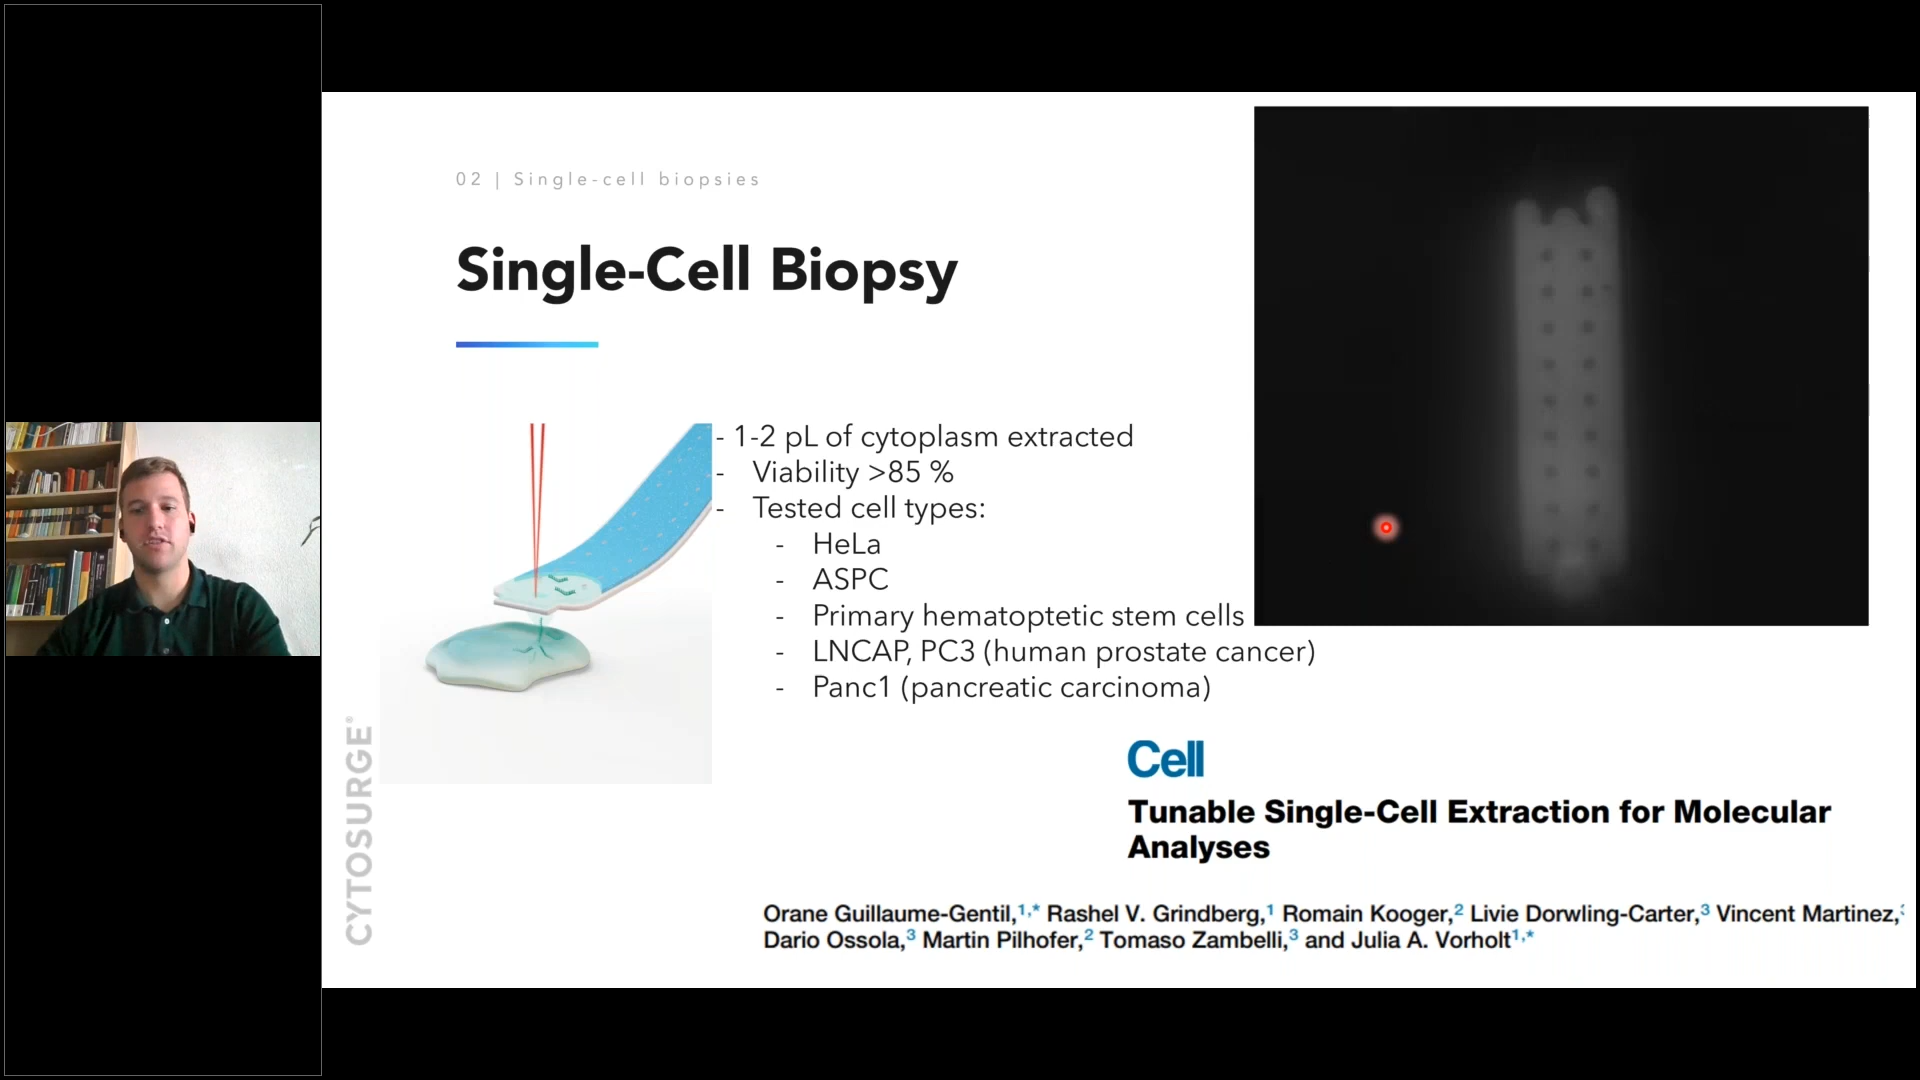 02 | Single-cell biopsies
Single-Cell Biopsy
- 1-2 pL of cytoplasm extracted
- Viability >85 %
- Tested cell types:
- HeLa
- ASPC
- Primary hematoptetic stem cells
- LNCAP, PC3 (human prostate cancer)
- Panc1 (pancreatic carcinoma)
CYTOSURGE®
Cell
Tunable Single-Cell Extraction for Molecular
Analyses
Orane Guillaume-Gentil,1,* Rashel V. Grindberg,1 Romain Kooger,2 Livie Dorwling-Carter,3 Vincent Martinez,
Dario Ossola,3 Martin Pilhofer,2 Tomaso Zambelli,3 and Julia A. Vorholt1,*